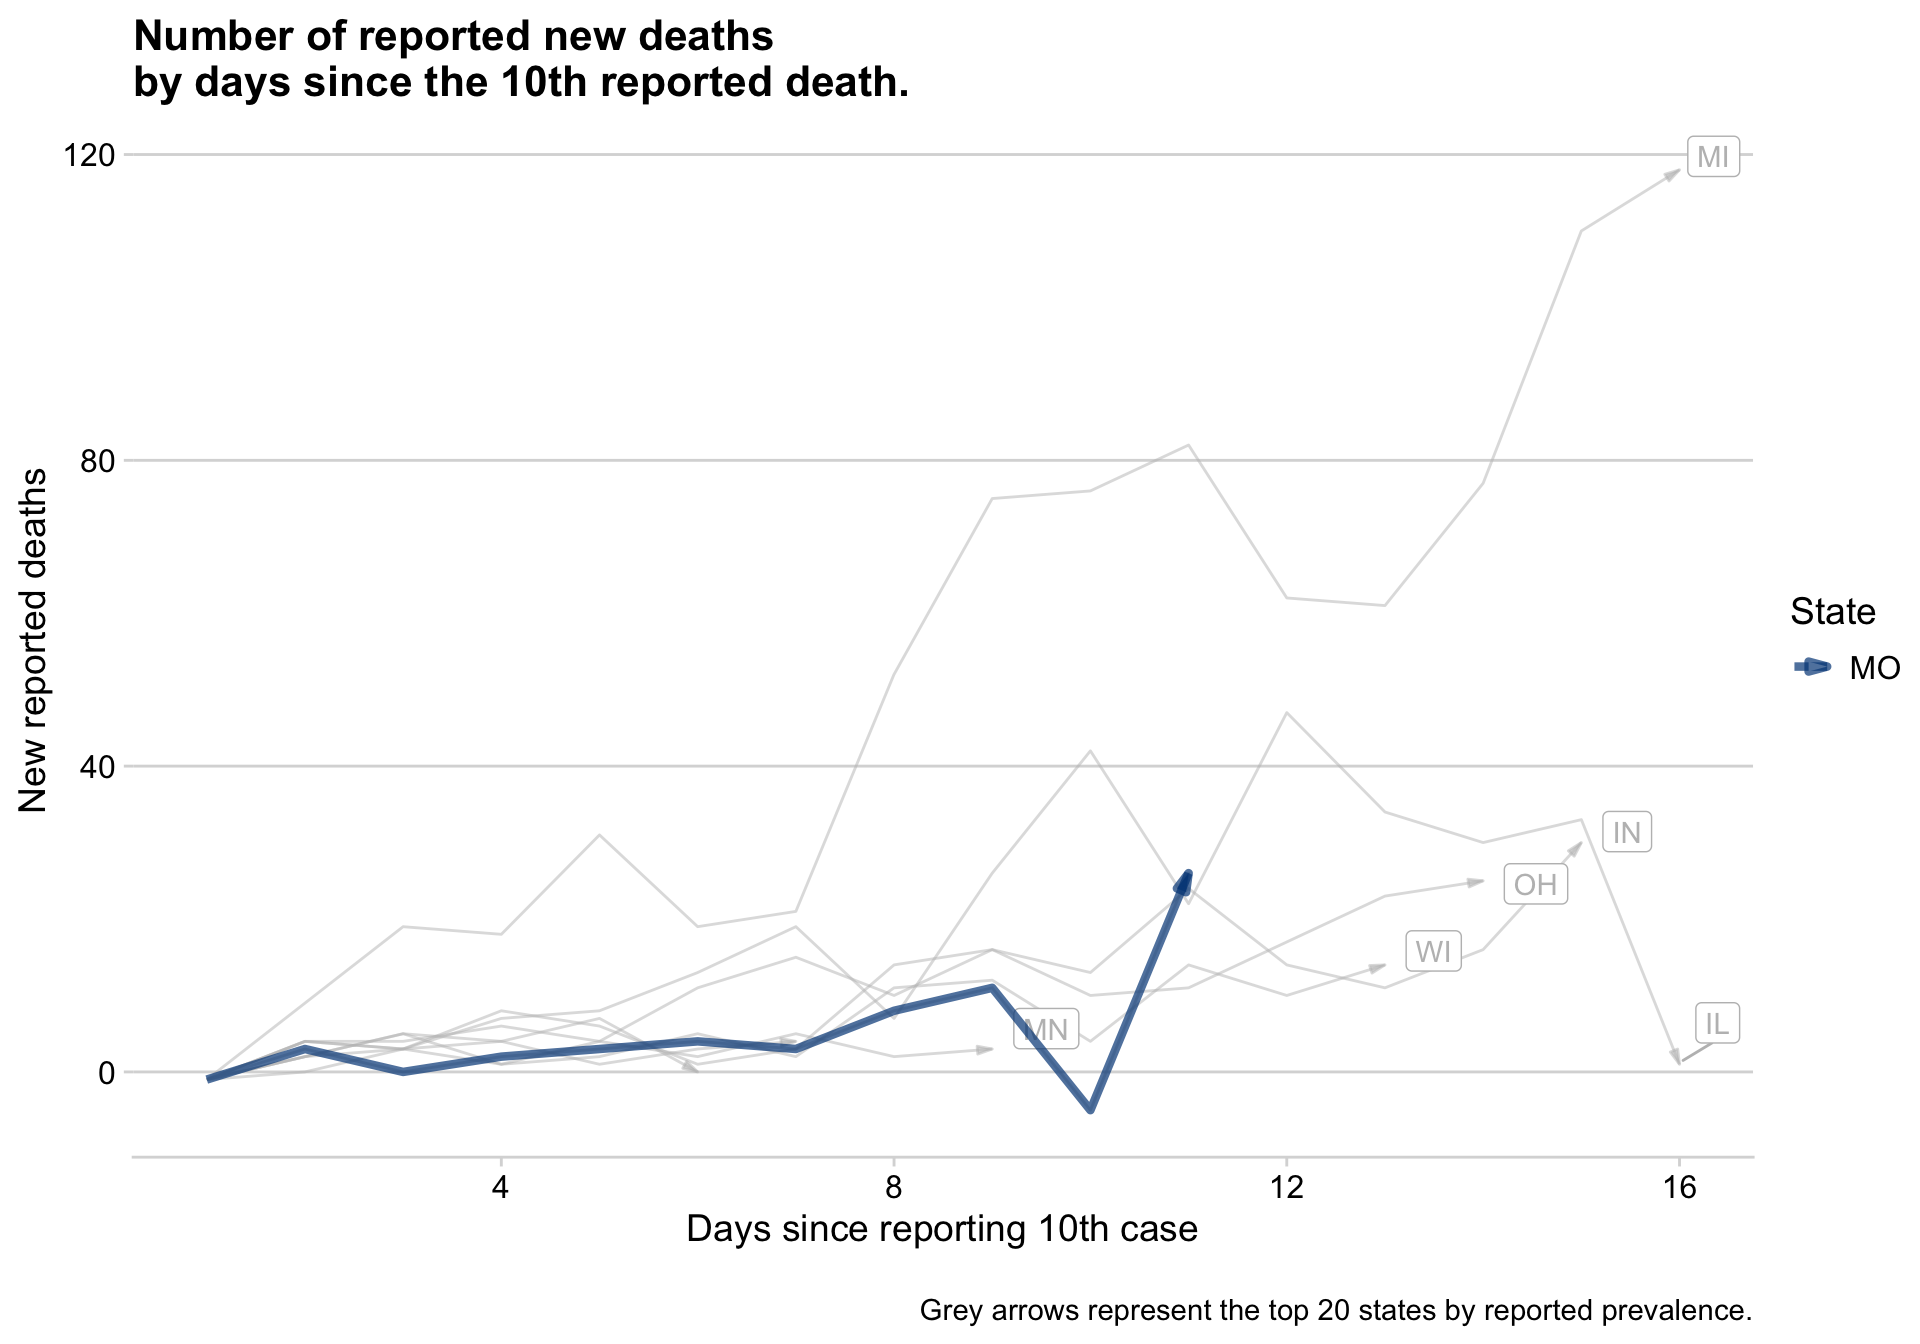 Number of reported new deaths
by days since the 10th reported death.
New reported deaths
120
80
40
0
MI
IN
OH
WI
MN
IL
State
MO
4 8 12 16
Days since reporting 10th case
Grey arrows represent the top 20 states by reported prevalence.